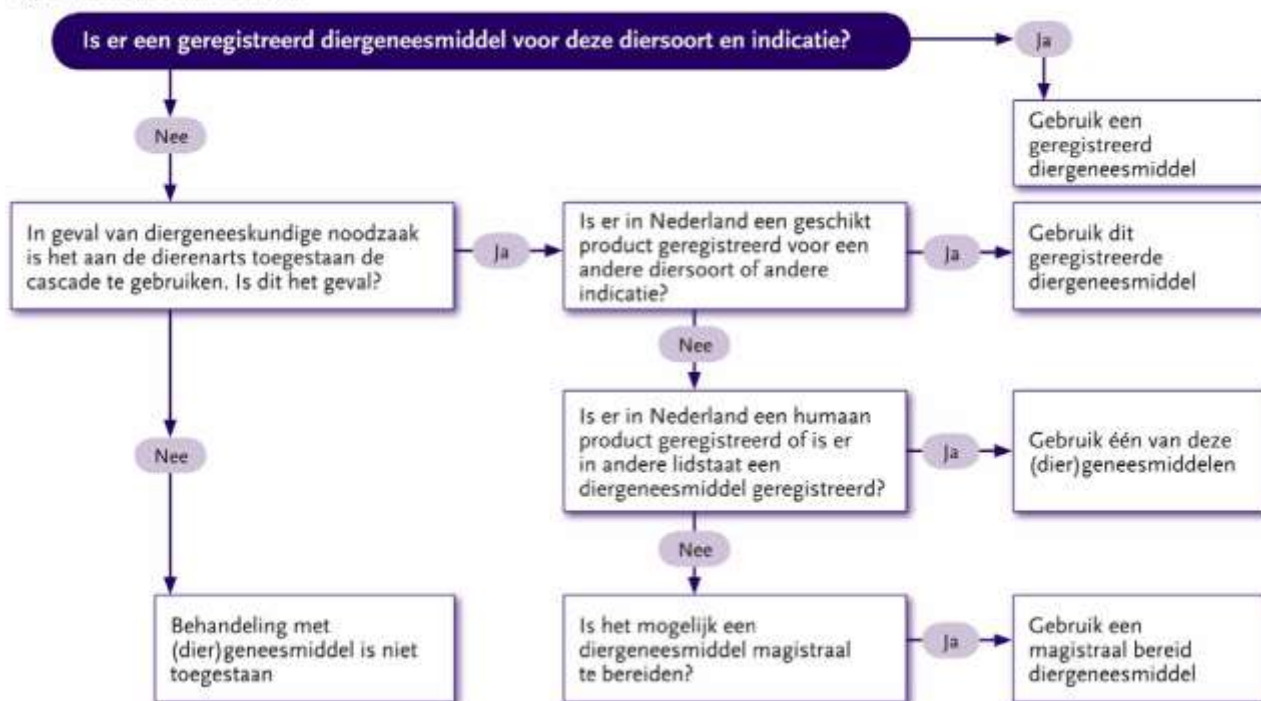 Is er een geregistreerd diergeneesmiddel voor deze diersoort en indicatie?
Ja
Nee
Gebruik een
geregistreerd
diergeneesmiddel
In geval van diergeneeskundige noodzaak
is het aan de dierenarts toegestaan de
cascade te gebruiken. Is dit het geval?
Ja
Is er in Nederland een geschikt
product geregistreerd voor een
andere diersoort of andere
indicatie?
Ja
Gebruik dit
geregistreerde
diergeneesmiddel
Nee
Is er in Nederland een humaan
product geregistreerd of is er
in andere lidstaat een
diergeneesmiddel geregistreerd?
Ja
Gebruik één van deze
(dier)geneesmiddelen
Nee
Nee
Behandeling met
(dier)geneesmiddel is niet
toegestaan
Is het mogelijk een
diergeneesmiddel magistraal
te bereiden?
Ja
Gebruik een
magistraal bereid
diergeneesmiddel